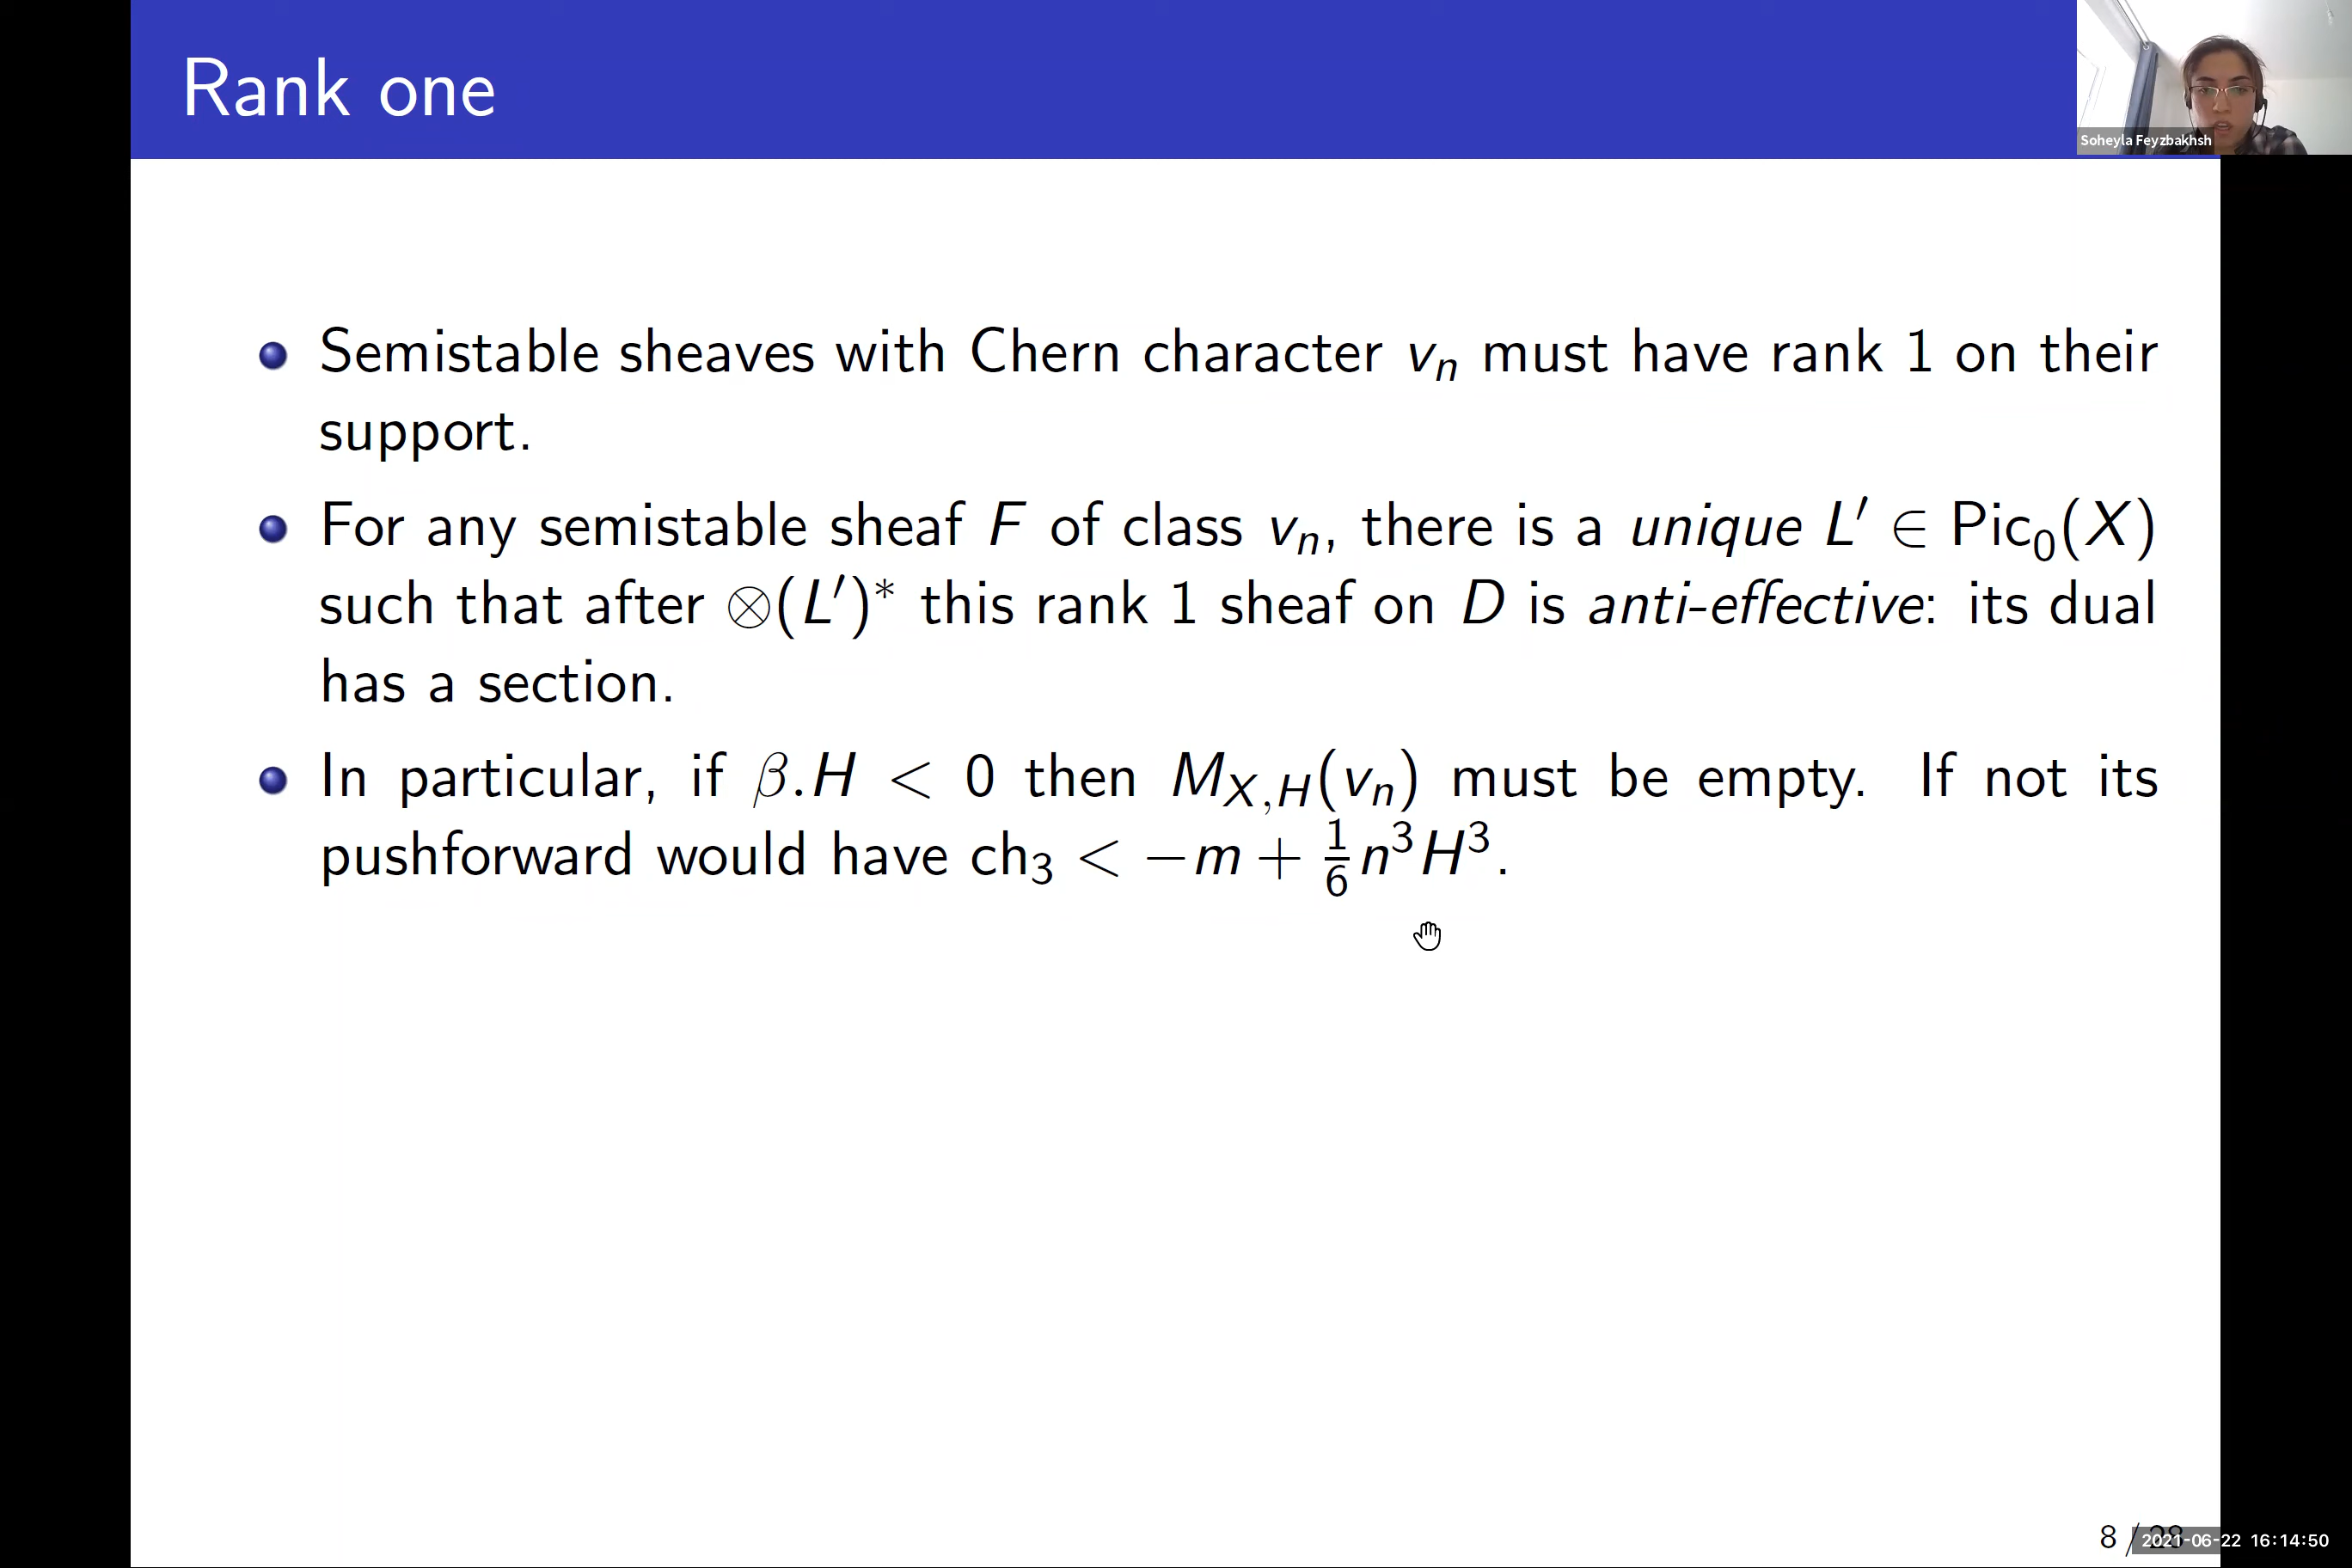 Rank one
Soheyla Feyzbakhsh
Semistable sheaves with Chern character vₙ must have rank 1 on their
support.
For any semistable sheaf F of class vₙ, there is a unique L′ ∈ Pic₀(X)
such that after ⊗(L′)* this rank 1 sheaf on D is anti-effective: its dual
has a section.
In particular, if β.H < 0 then M_{X,H}(vₙ) must be empty. If not its
pushforward would have ch₃ < −m + 1/6 n³H³.
8 / 28
2021-06-22 16:14:50